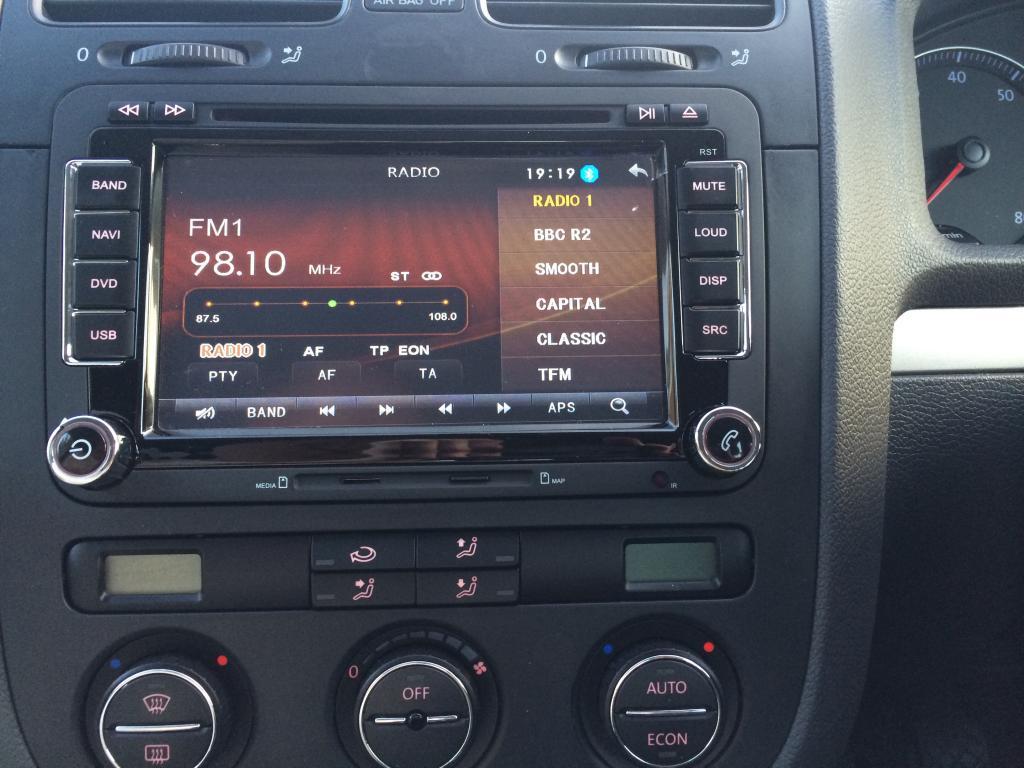 AIR BAG OFF
0
0
40
50
8
RST
BAND
NAVI
DVD
USB
RADIO
19:19
FM1
98.10 MHz
ST
87.5
108.0
RADIO 1 AF TP EON
PTY AF TA
BAND APS
RADIO 1
BBC R2
SMOOTH
CAPITAL
CLASSIC
TFM
MUTE
LOUD
DISP
SRC
MEDIA
MAP
IR
0
OFF
AUTO
ECON